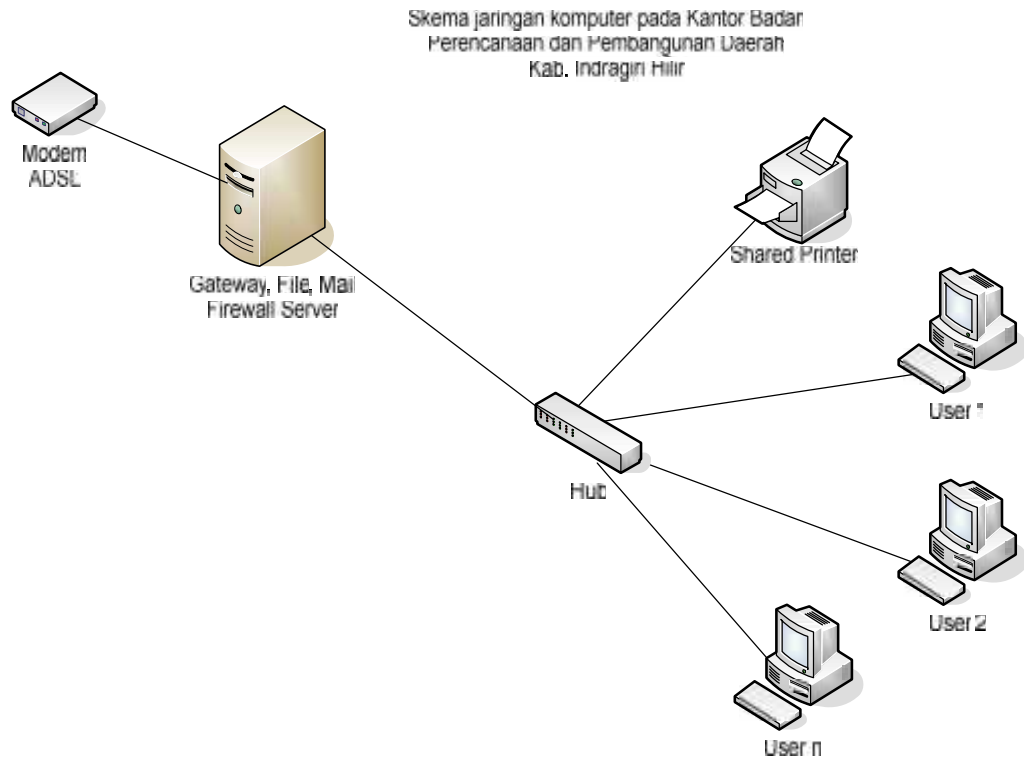 Skema jaringan komputer pada Kantor Badan
Perencanaan dan Pembangunan Daerah
Kab. Indragiri Hilir
Modem
ADSL
Gateway, File, Mail
Firewall Server
Shared Printer
User 1
Hub
User 2
User n